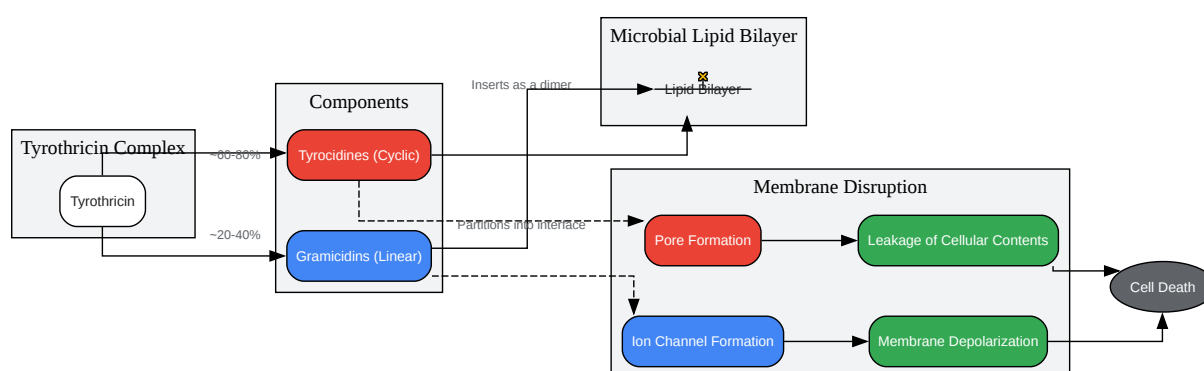 Microbial Lipid Bilayer
Inserts as a dimer
Lipid Bilayer
Components
Tyrothricin Complex
~60-80%
Tyrocidines (Cyclic)
Tyrothricin
Membrane Disruption
~20-40%
Gramicidins (Linear)
Partitions into interface
Pore Formation
Leakage of Cellular Contents
Cell Death
Ion Channel Formation
Membrane Depolarization